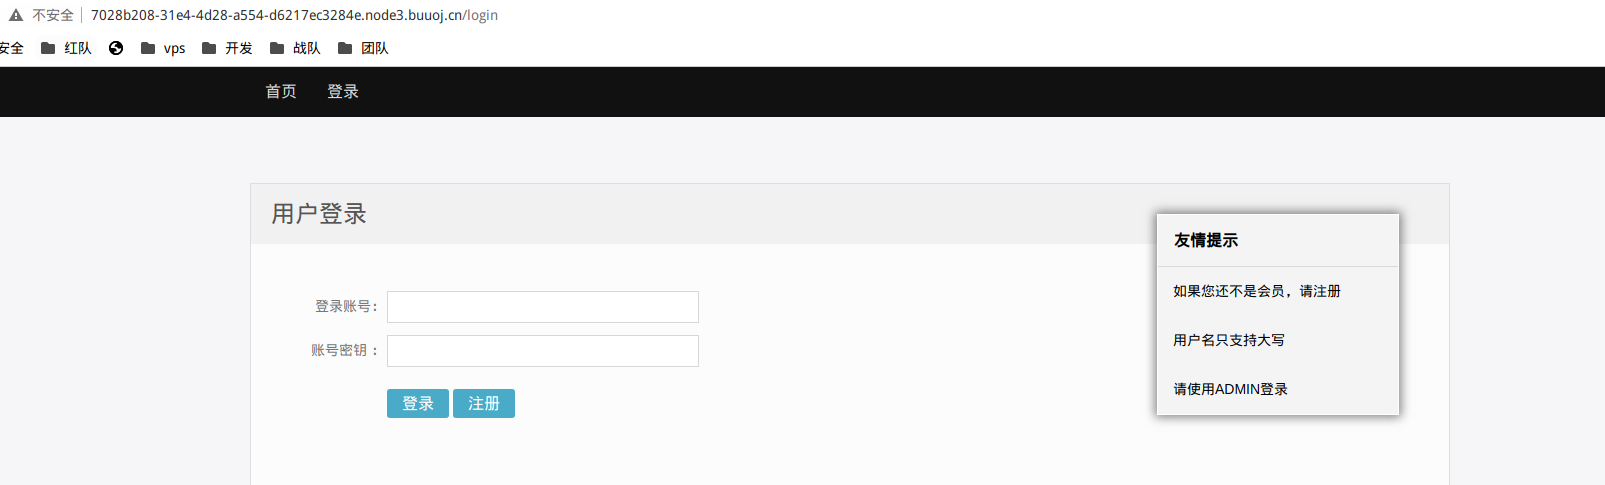 不安全 7028b208-31e4-4d28-a554-d6217ec3284e.node3.buuoj.cn/login
安全 红队 vps 开发 战队 团队
首页 登录
用户登录
友情提示
如果您还不是会员，请注册
用户名只支持大写
请使用ADMIN登录
登录账号：
账号密钥：
登录 注册